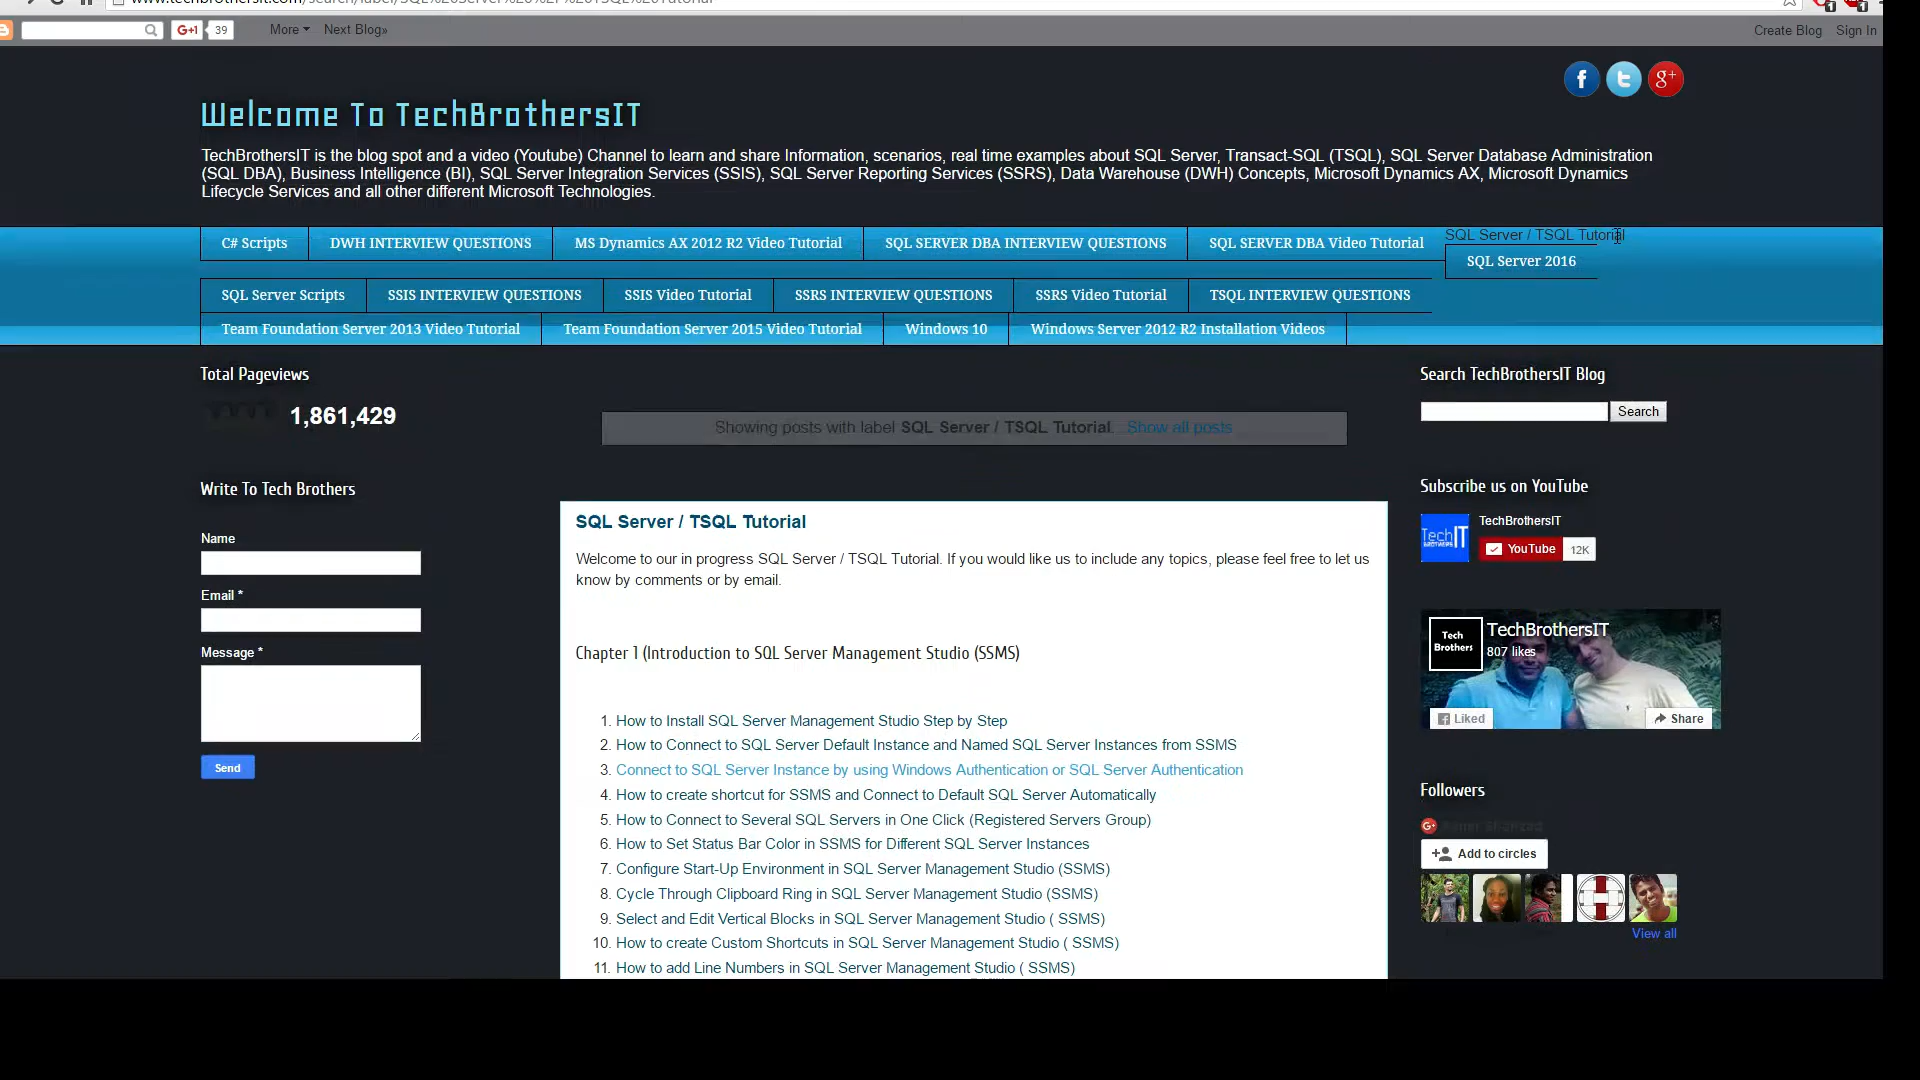 G+1 39 More Next Blog» Create Blog Sign In
Welcome To TechBrothersIT
TechBrothersIT is the blog spot and a video (Youtube) Channel to learn and share Information, scenarios, real time examples about SQL Server, Transact-SQL (TSQL), SQL Server Database Administration
(SQL DBA), Business Intelligence (BI), SQL Server Integration Services (SSIS), SQL Server Reporting Services (SSRS), Data Warehouse (DWH) Concepts, Microsoft Dynamics AX, Microsoft Dynamics
Lifecycle Services and all other different Microsoft Technologies.
C# Scripts DWH INTERVIEW QUESTIONS MS Dynamics AX 2012 R2 Video Tutorial SQL SERVER DBA INTERVIEW QUESTIONS SQL SERVER DBA Video Tutorial SQL Server / TSQL Tutorial
SQL Server 2016
SQL Server Scripts SSIS INTERVIEW QUESTIONS SSIS Video Tutorial SSRS INTERVIEW QUESTIONS SSRS Video Tutorial TSQL INTERVIEW QUESTIONS
Team Foundation Server 2013 Video Tutorial Team Foundation Server 2015 Video Tutorial Windows 10 Windows Server 2012 R2 Installation Videos
Total Pageviews
1,861,429
Write To Tech Brothers
Name
Email *
Message *
Send
Showing posts with label SQL Server / TSQL Tutorial. Show all posts
SQL Server / TSQL Tutorial
Welcome to our in progress SQL Server / TSQL Tutorial. If you would like us to include any topics, please feel free to let us
know by comments or by email.
Chapter 1 (Introduction to SQL Server Management Studio (SSMS)
1. How to Install SQL Server Management Studio Step by Step
2. How to Connect to SQL Server Default Instance and Named SQL Server Instances from SSMS
3. Connect to SQL Server Instance by using Windows Authentication or SQL Server Authentication
4. How to create shortcut for SSMS and Connect to Default SQL Server Automatically
5. How to Connect to Several SQL Servers in One Click (Registered Servers Group)
6. How to Set Status Bar Color in SSMS for Different SQL Server Instances
7. Configure Start-Up Environment in SQL Server Management Studio (SSMS)
8. Cycle Through Clipboard Ring in SQL Server Management Studio (SSMS)
9. Select and Edit Vertical Blocks in SQL Server Management Studio ( SSMS)
10. How to create Custom Shortcuts in SQL Server Management Studio ( SSMS)
11. How to add Line Numbers in SQL Server Management Studio ( SSMS)
Search TechBrothersIT Blog
Search
Subscribe us on YouTube
TechBrothersIT
YouTube 12K
Tech Brothers
TechBrothersIT
807 likes
Liked Share
Followers
Add to circles
View all